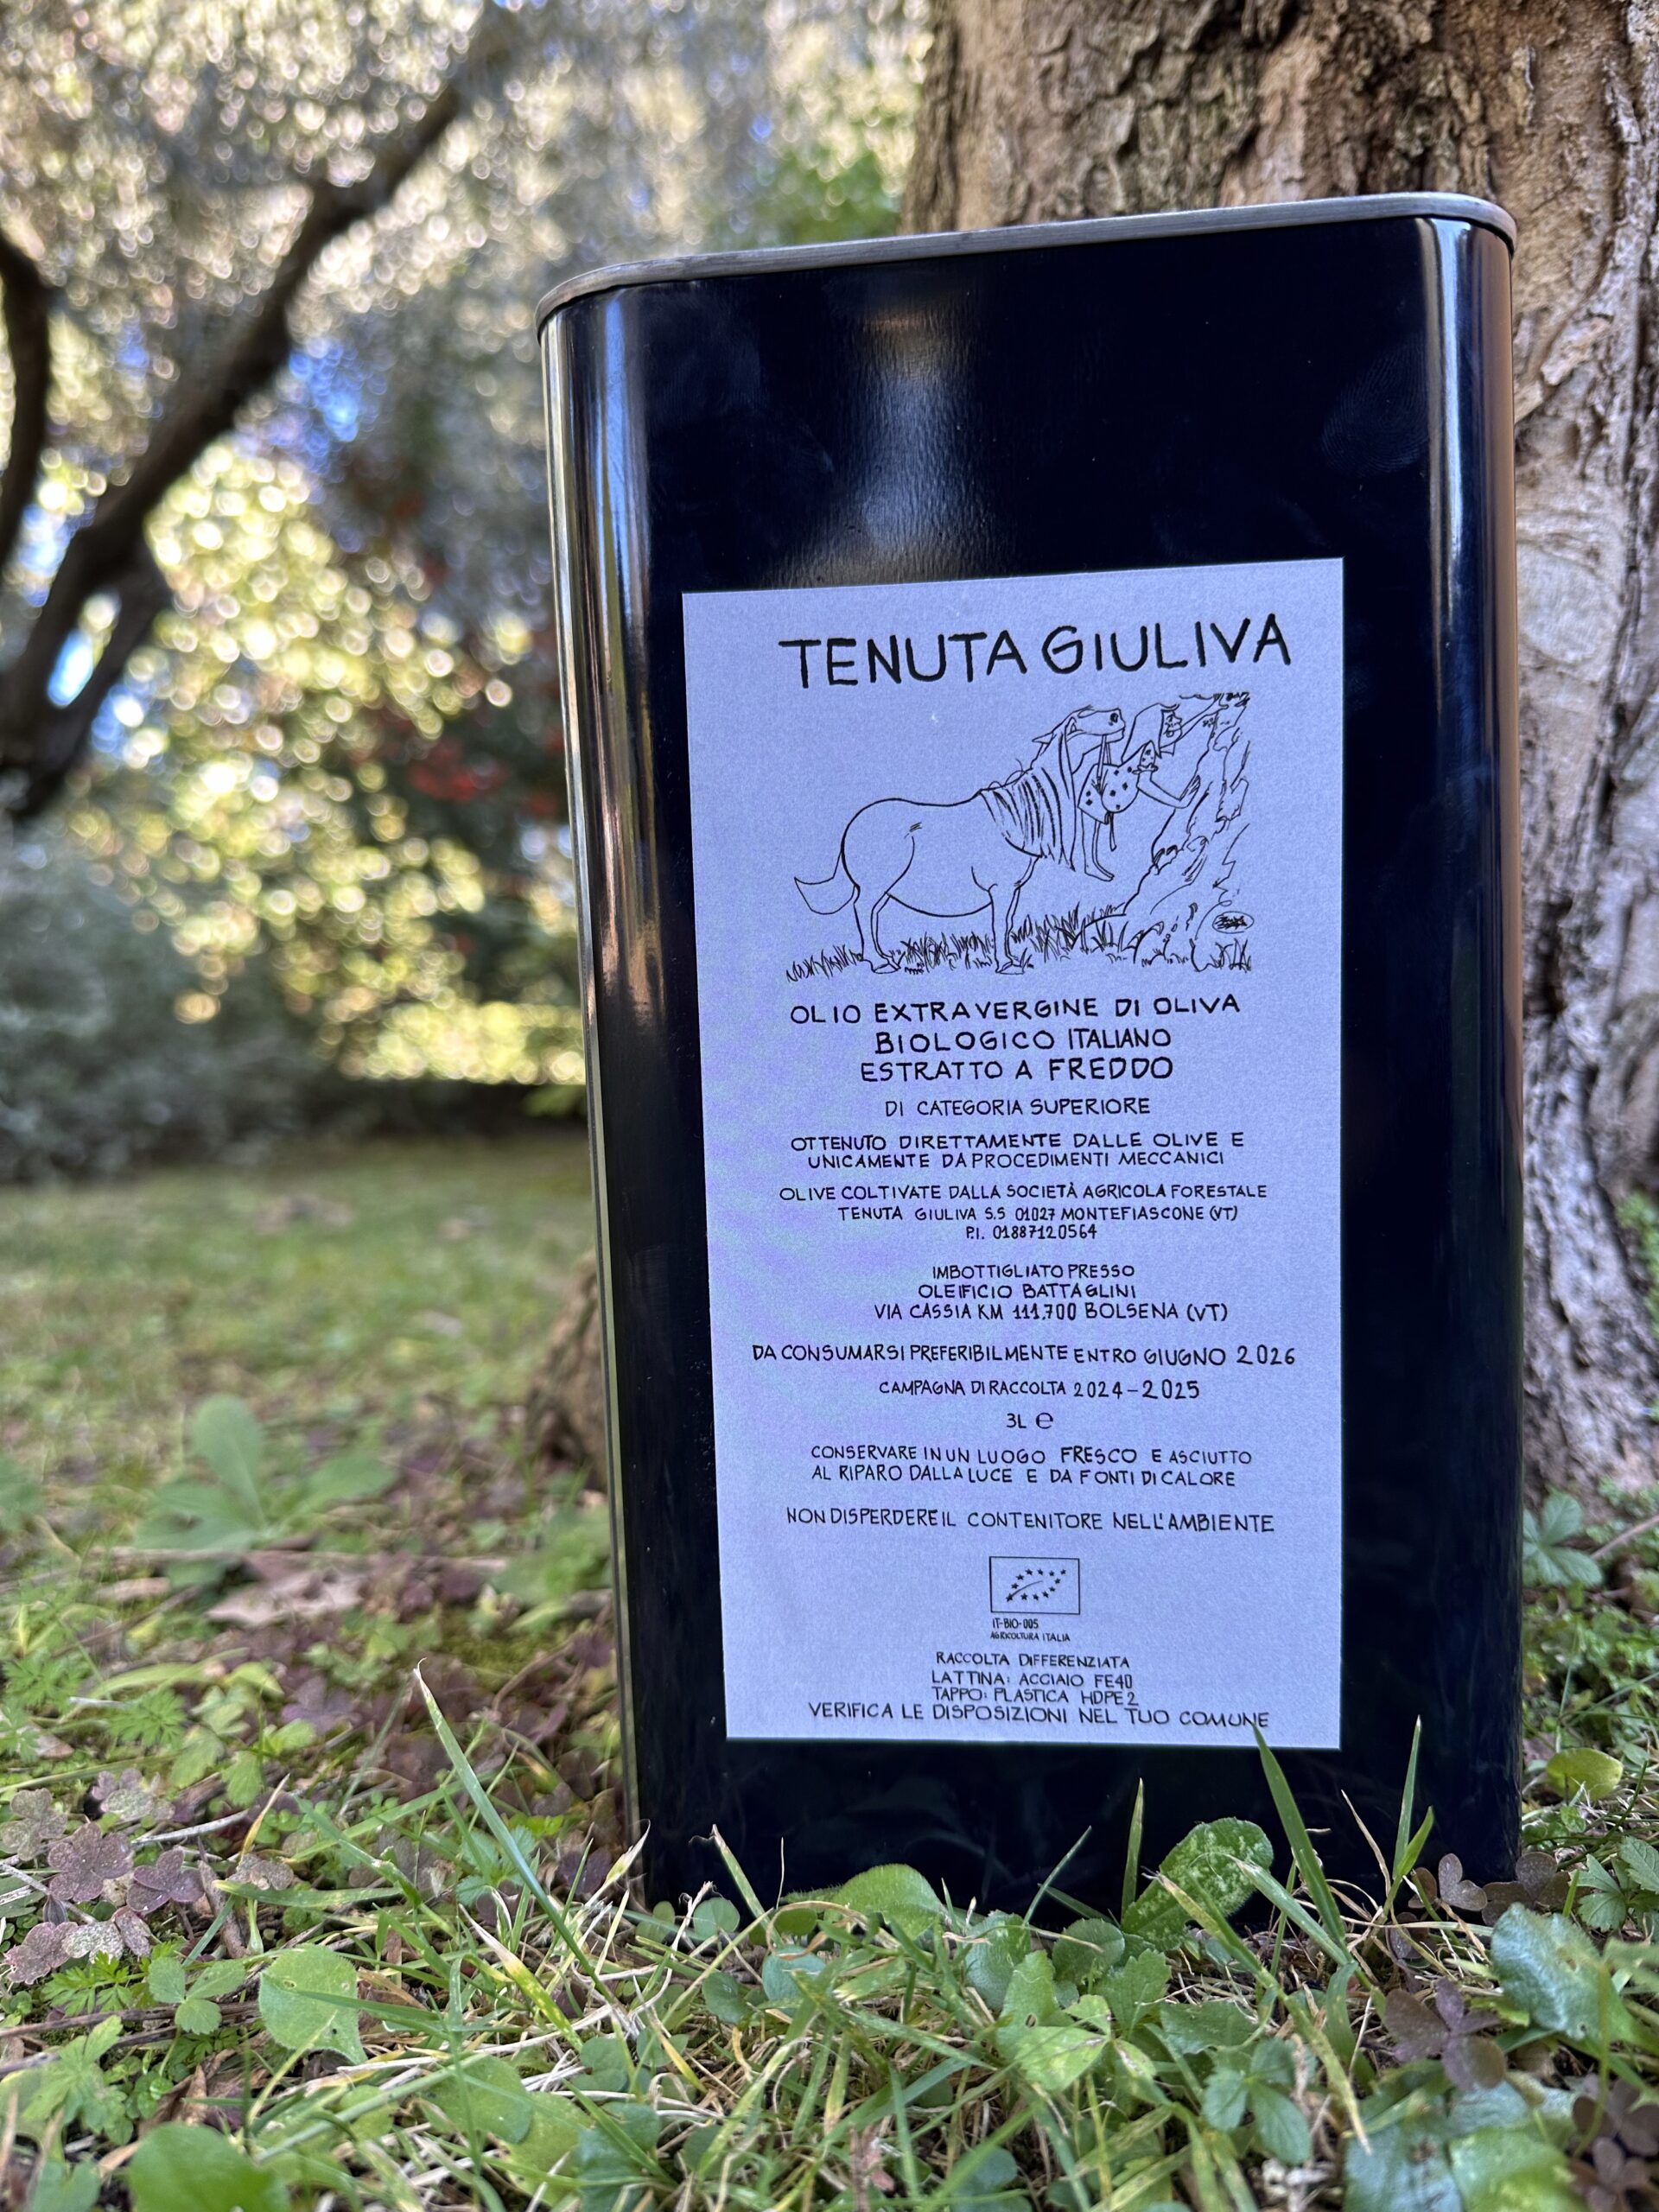 TENUTA GIULIVA
OLIO EXTRAVERGINE DI OLIVA
BIOLOGICO ITALIANO
ESTRATTO A FREDDO
DI CATEGORIA SUPERIORE
OTTENUTO DIRETTAMENTE DALLE OLIVE E
UNICAMENTE DA PROCEDIMENTI MECCANICI
OLIVE COLTIVATE DALLA SOCIETÀ AGRICOLA FORESTALE
TENUTA GIULIVA S.S 01027 MONTEFIASCONE (VT)
P.I. 01887120564
IMBOTTIGLIATO PRESSO
OLEIFICIO BATTAGLINI
VIA CASSIA KM 111.700 BOLSENA (VT)
DA CONSUMARSI PREFERIBILMENTE ENTRO GIUGNO 2026
CAMPAGNA DI RACCOLTA 2024-2025
3L ℮
CONSERVARE IN UN LUOGO FRESCO E ASCIUTTO
AL RIPARO DALLA LUCE E DA FONTI DI CALORE
NON DISPERDERE IL CONTENITORE NELL'AMBIENTE
IT-BIO-005
AGRICOLTURA ITALIA
RACCOLTA DIFFERENZIATA
LATTINA: ACCIAIO FE40
TAPPO: PLASTICA HDPE2
VERIFICA LE DISPOSIZIONI NEL TUO COMUNE